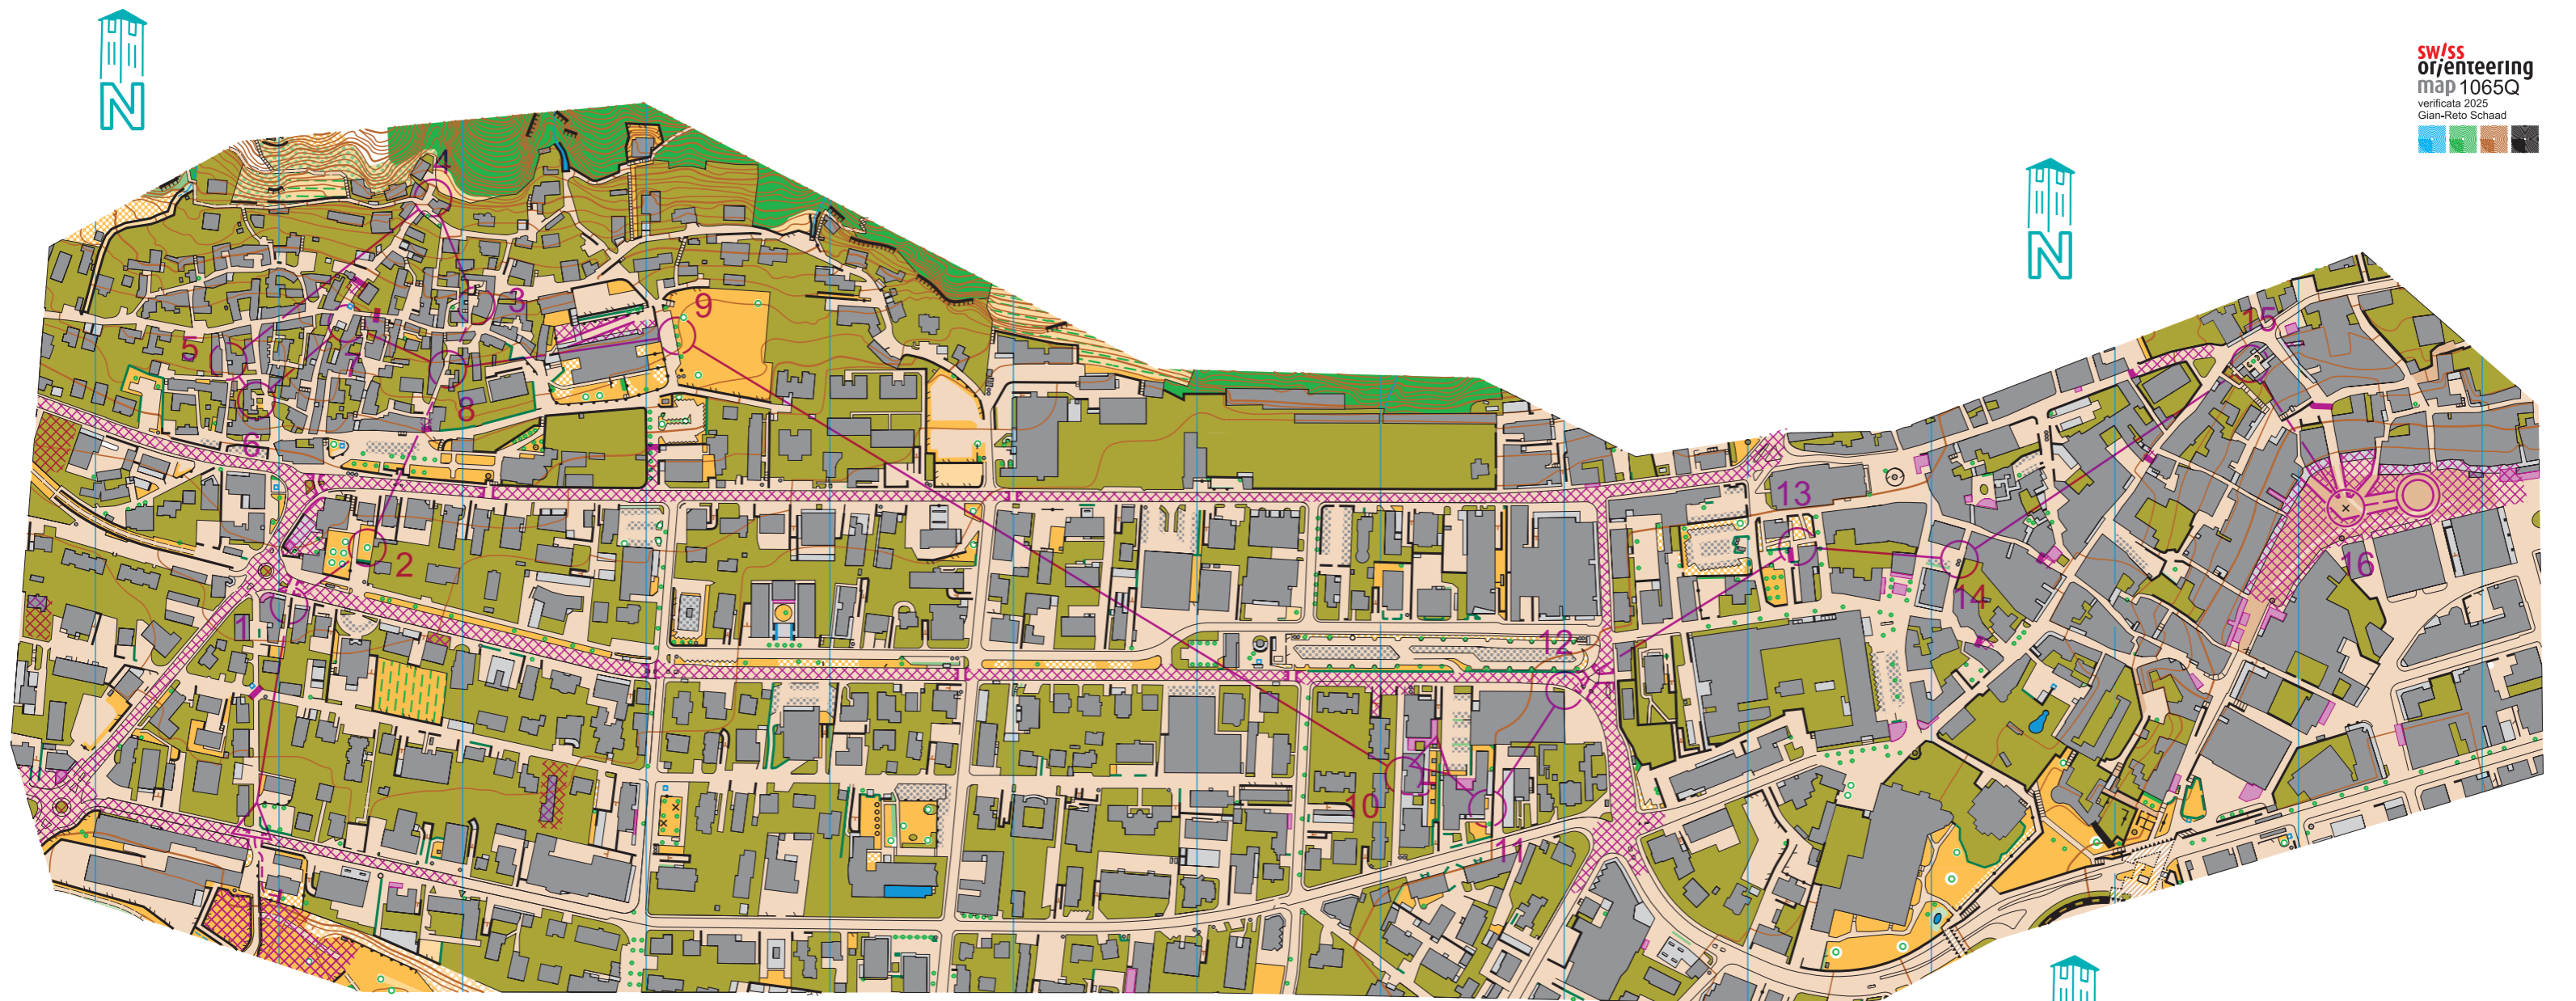 N
swiss
orienteering
map 1065Q
verificata 2025
Gian-Reto Schaad
N
4
3
9
5
7
8
6
2
1
15
13
16
14
12
10
11